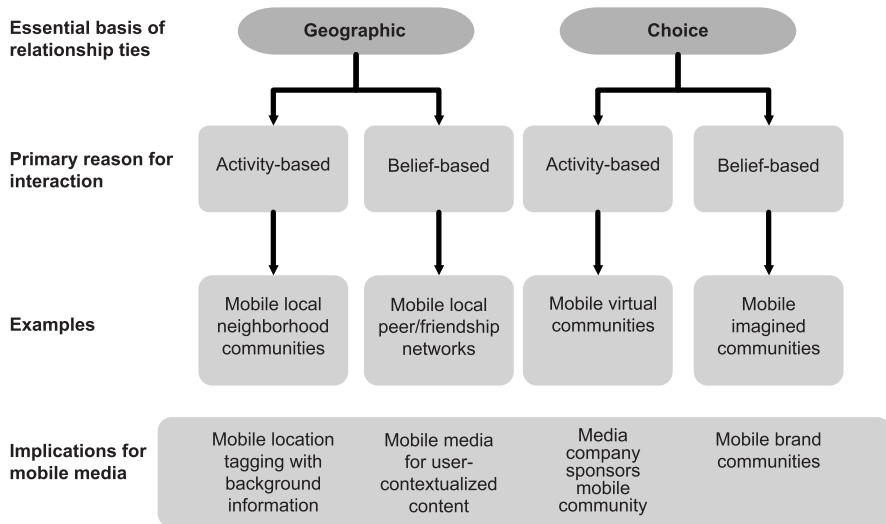 Essential basis of
relationship ties
Geographic
Choice
Primary reason for
interaction
Activity-based
Belief-based
Activity-based
Belief-based
Examples
Mobile local
neighborhood
communities
Mobile local
peer/friendship
networks
Mobile virtual
communities
Mobile
imagined
communities
Implications for
mobile media
Mobile location
tagging with
background
information
Mobile media
for user-
contextualized
content
Media
company
sponsors
mobile
community
Mobile brand
communities